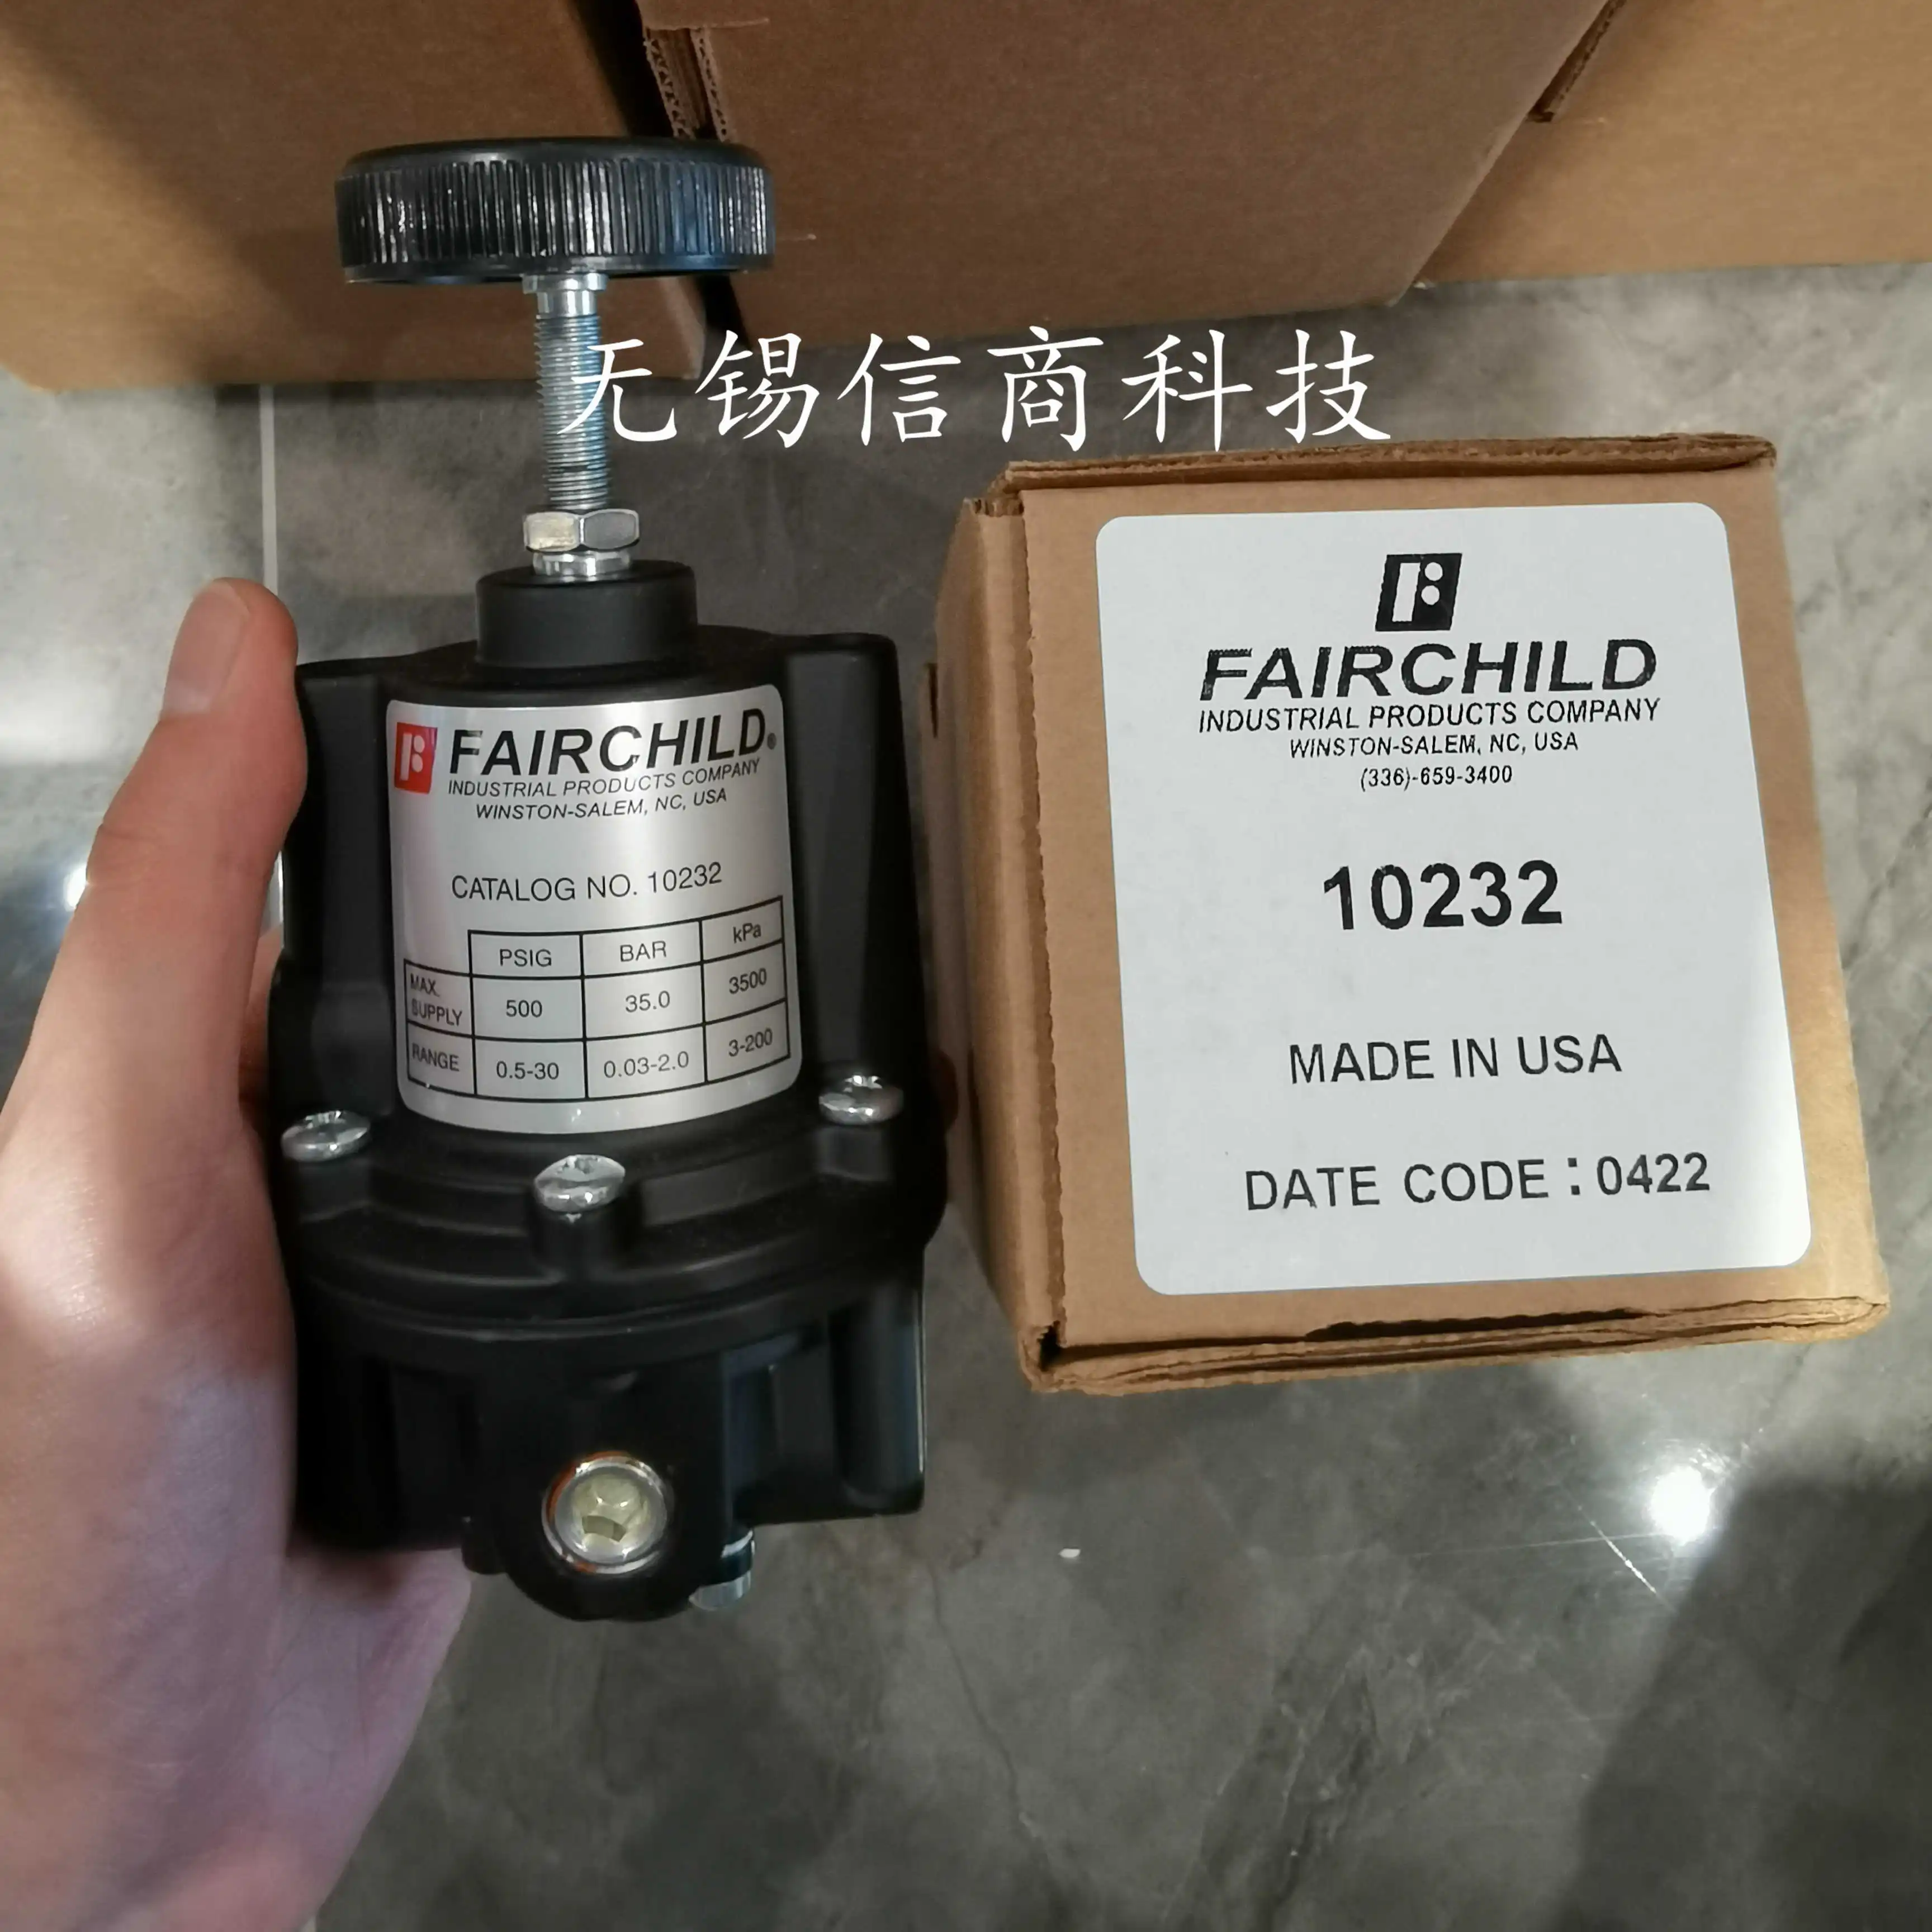 无锡信商科技
FAIRCHILD®
INDUSTRIAL PRODUCTS COMPANY
WINSTON-SALEM, NC, USA
CATALOG NO. 10232
PSIG BAR kPa
MAX. SUPPLY 500 35.0 3500
RANGE 0.5-30 0.03-2.0 3-200
FAIRCHILD
INDUSTRIAL PRODUCTS COMPANY
WINSTON-SALEM, NC, USA
(336)-659-3400
10232
MADE IN USA
DATE CODE : 0422